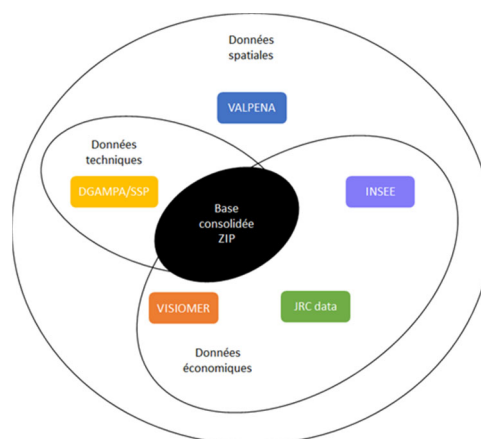 Données
spatiales
VALPENA
Données
techniques
DGAMPA/SSP
INSEE
Base
consolidée
ZIP
VISIOMER
JRC data
Données
économiques